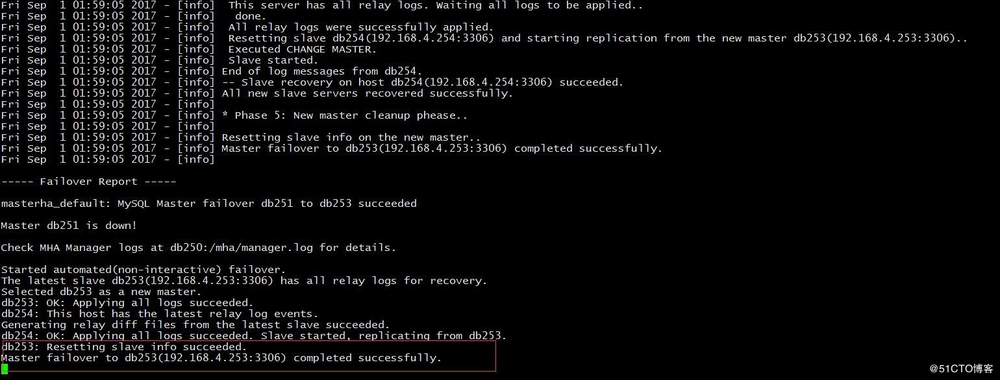 Fri Sep  1 01:59:05 2017 - [info]  This server has all relay logs. Waiting all logs to be applied..
Fri Sep  1 01:59:05 2017 - [info]   done.
Fri Sep  1 01:59:05 2017 - [info]  All relay logs were successfully applied.
Fri Sep  1 01:59:05 2017 - [info]  Resetting slave db254(192.168.4.254:3306) and starting replication from the new master db253(192.168.4.253:3306)..
Fri Sep  1 01:59:05 2017 - [info]  Executed CHANGE MASTER.
Fri Sep  1 01:59:05 2017 - [info]  Slave started.
Fri Sep  1 01:59:05 2017 - [info] End of log messages from db254.
Fri Sep  1 01:59:05 2017 - [info] -- Slave recovery on host db254(192.168.4.254:3306) succeeded.
Fri Sep  1 01:59:05 2017 - [info] All new slave servers recovered successfully.
Fri Sep  1 01:59:05 2017 - [info]
Fri Sep  1 01:59:05 2017 - [info] * Phase 5: New master cleanup phease..
Fri Sep  1 01:59:05 2017 - [info]
Fri Sep  1 01:59:05 2017 - [info] Resetting slave info on the new master..
Fri Sep  1 01:59:05 2017 - [info] Master failover to db253(192.168.4.253:3306) completed successfully.
Fri Sep  1 01:59:05 2017 - [info]
----- Failover Report -----
masterha_default: MySQL Master failover db251 to db253 succeeded
Master db251 is down!
Check MHA Manager logs at db250:/mha/manager.log for details.
Started automated(non-interactive) failover.
The latest slave db253(192.168.4.253:3306) has all relay logs for recovery.
Selected db253 as a new master.
db253: OK: Applying all logs succeeded.
db254: This host has the latest relay log events.
Generating relay diff files from the latest slave succeeded.
db254: OK: Applying all logs succeeded. Slave started, replicating from db253.
db253: Resetting slave info succeeded.
Master failover to db253(192.168.4.253:3306) completed successfully.
@51CTO博客